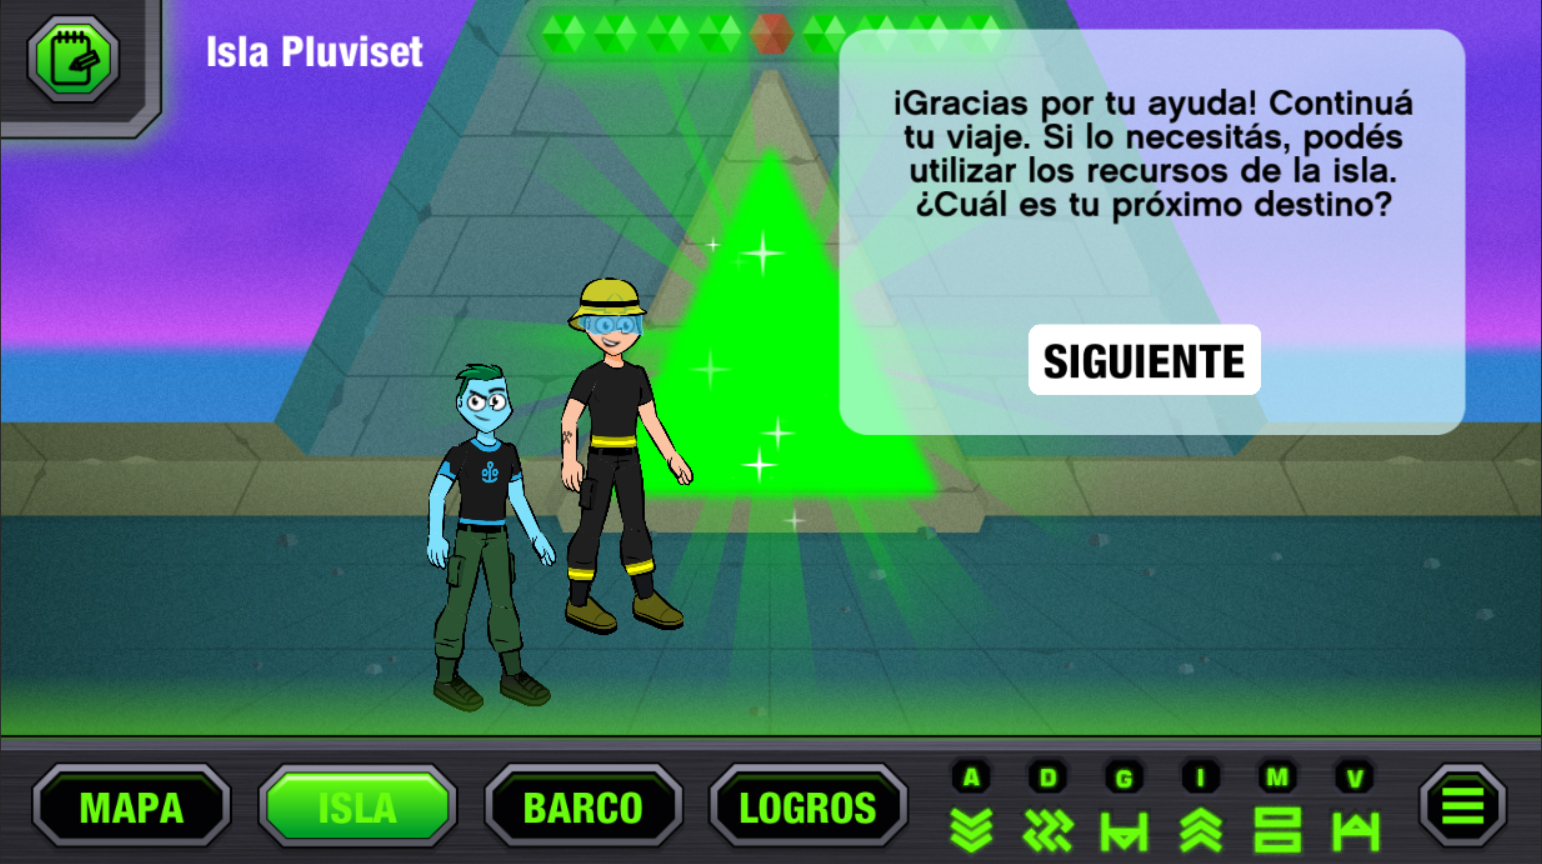 Isla Pluviset
¡Gracias por tu ayuda! Continuá
tu viaje. Si lo necesitás, podés
utilizar los recursos de la isla.
¿Cuál es tu próximo destino?
SIGUIENTE
MAPA
ISLA
BARCO
LOGROS
A D G I M V